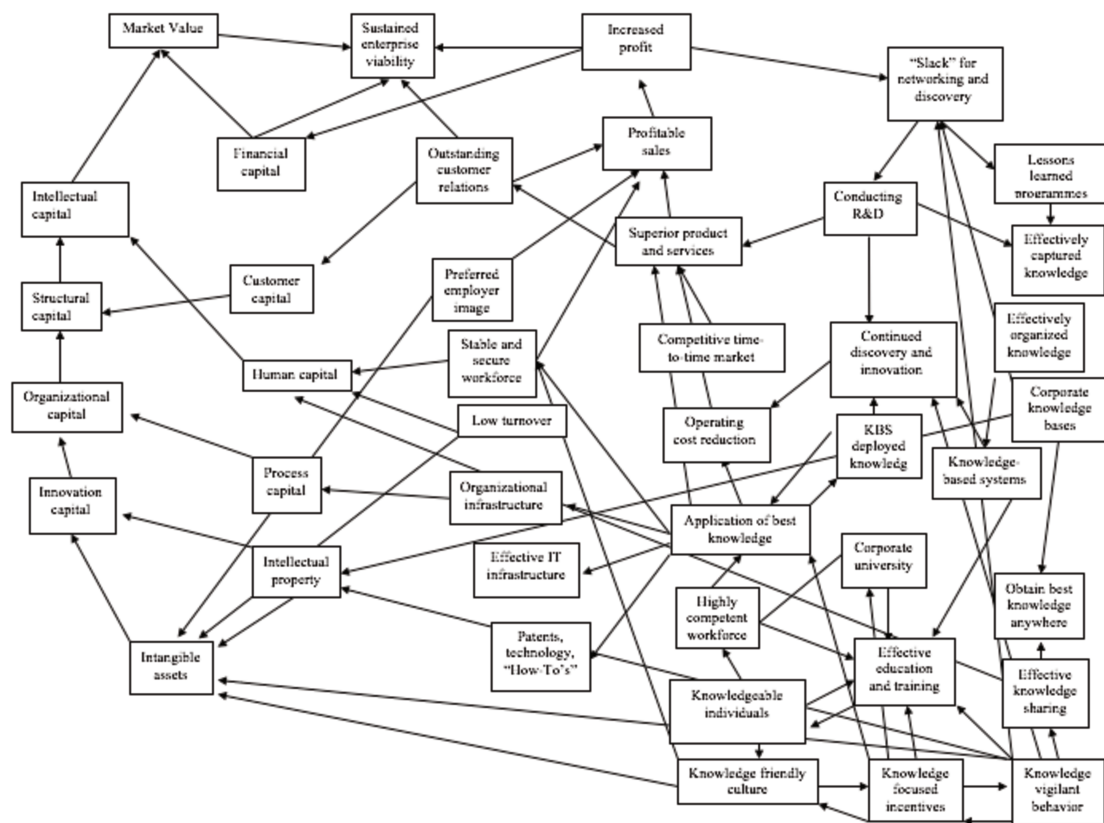 Market Value
Sustained
enterprise
viability
Increased
profit
“Slack” for
networking and
discovery
Financial
capital
Outstanding
customer
relations
Profitable
sales
Lessons
learned
programmes
Intellectual
capital
Conducting
R&D
Superior product
and services
Effectively
captured
knowledge
Structural
capital
Customer
capital
Preferred
employer
image
Effectively
organized
knowledge
Competitive time-
to-time market
Continued
discovery and
innovation
Stable and
secure
workforce
Human capital
Organizational
capital
Corporate
knowledge
bases
Low turnover
Operating
cost reduction
KBS
deployed
knowledg
Knowledge-
based systems
Innovation
capital
Process
capital
Organizational
infrastructure
Application of best
knowledge
Effective IT
infrastructure
Corporate
university
Intellectual
property
Highly
competent
workforce
Obtain best
knowledge
anywhere
Intangible
assets
Patents,
technology,
“How-To’s”
Effective
education
and training
Knowledgeable
individuals
Effective
knowledge
sharing
Knowledge friendly
culture
Knowledge
focused
incentives
Knowledge
vigilant
behavior